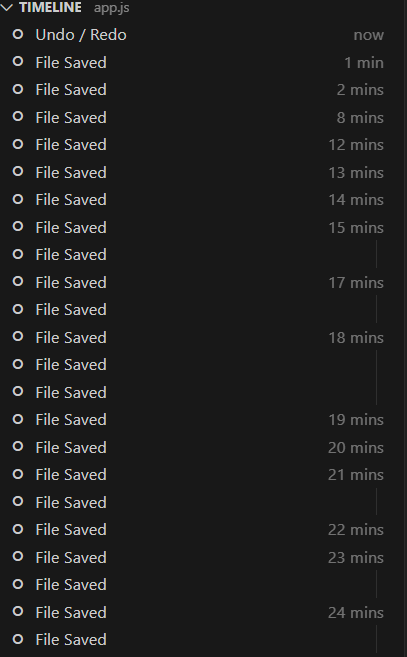 TIMELINE app.js
Undo / Redo now
File Saved 1 min
File Saved 2 mins
File Saved 8 mins
File Saved 12 mins
File Saved 13 mins
File Saved 14 mins
File Saved 15 mins
File Saved
File Saved 17 mins
File Saved
File Saved 18 mins
File Saved
File Saved
File Saved 19 mins
File Saved 20 mins
File Saved 21 mins
File Saved
File Saved 22 mins
File Saved 23 mins
File Saved
File Saved 24 mins
File Saved